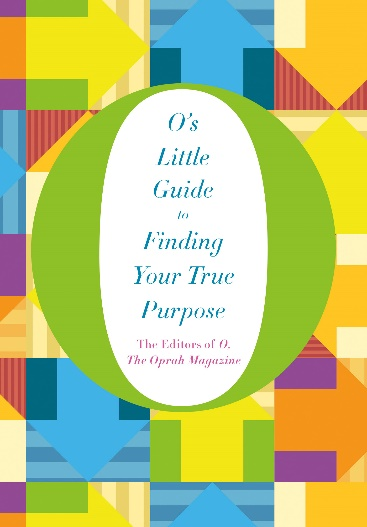 O's
Little
Guide
to
Finding
Your True
Purpose
The Editors of O,
The Oprah Magazine